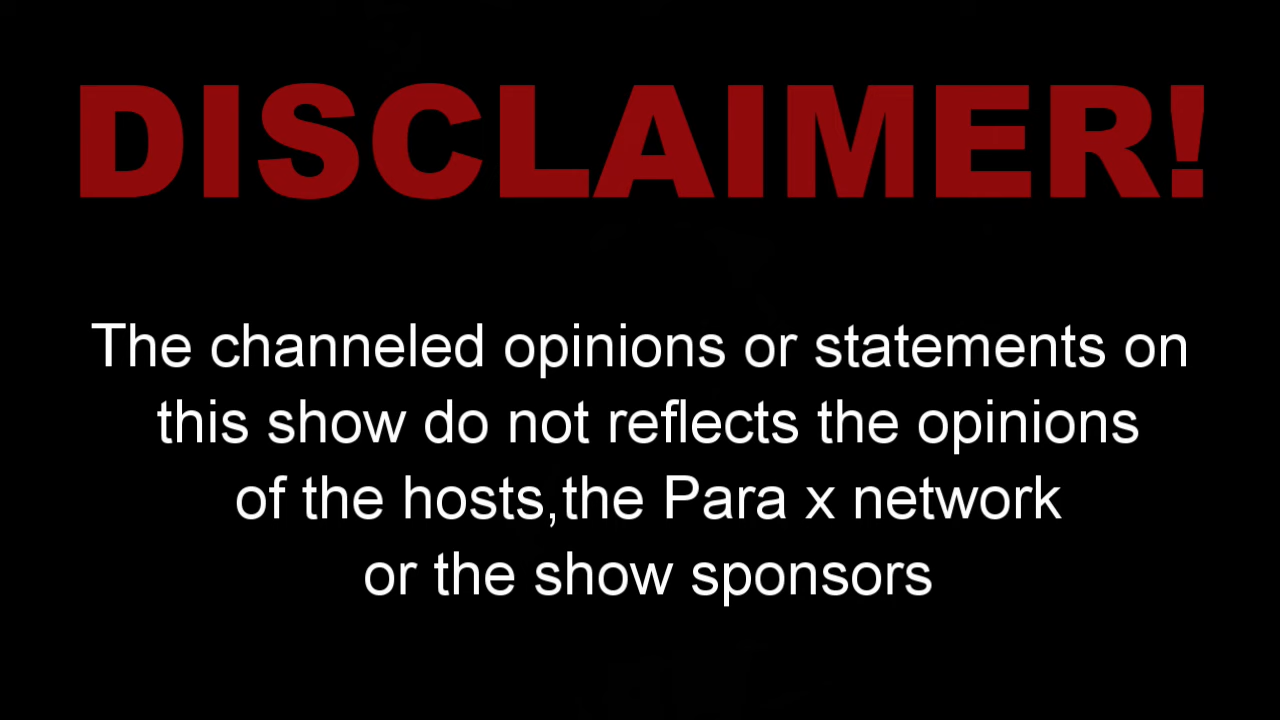 DISCLAIMER!
The channeled opinions or statements on
this show do not reflects the opinions
of the hosts,the Para x network
or the show sponsors